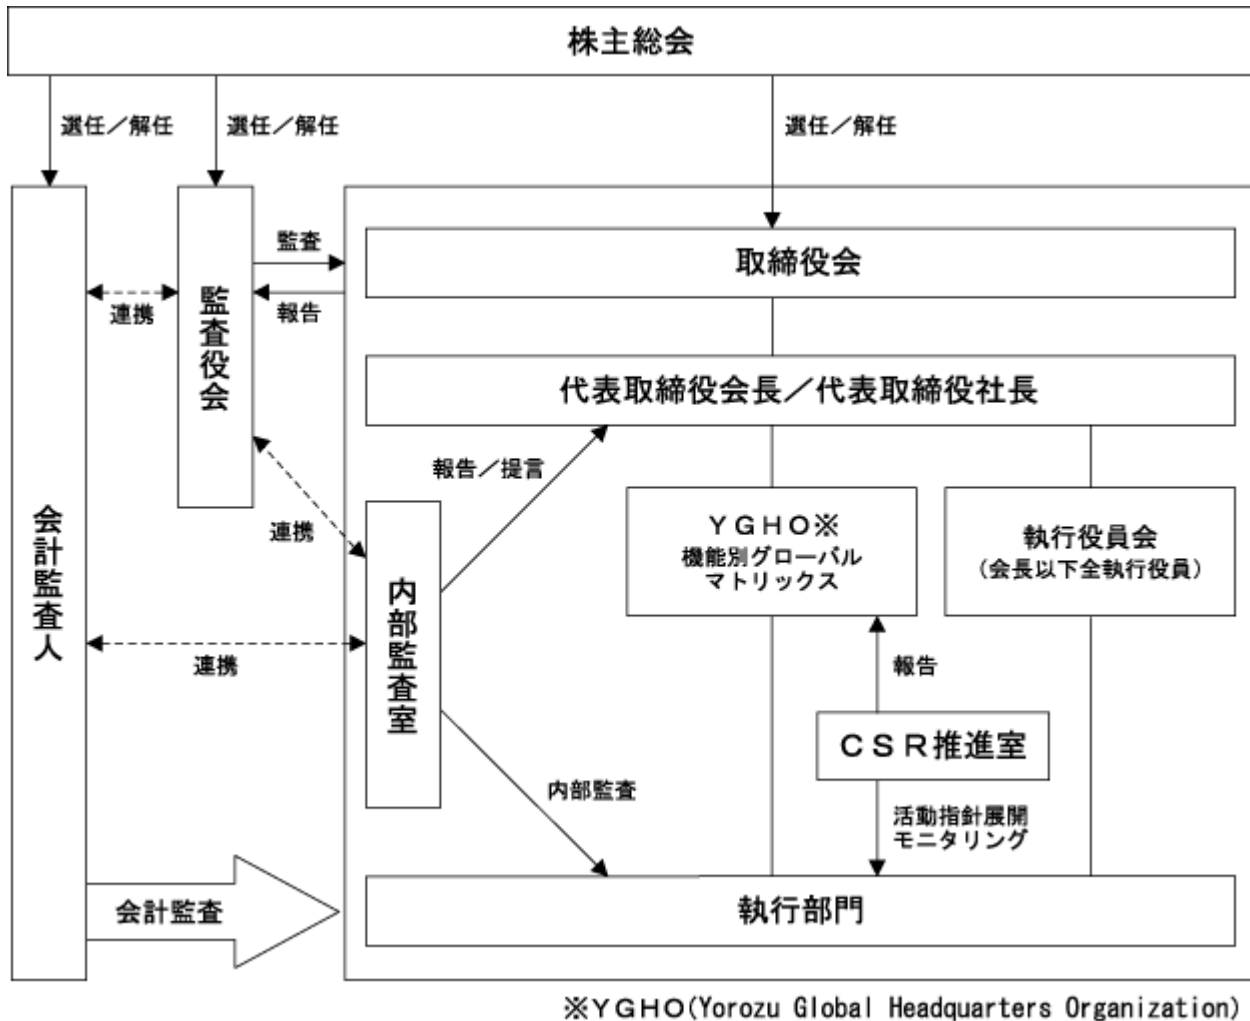 株主総会
選任／解任
選任／解任
選任／解任
監査
報告
連携
監査役会
取締役会
代表取締役会長／代表取締役社長
報告／提言
連携
ＹＧＨＯ※
機能別グローバル
マトリックス
執行役員会
（会長以下全執行役員）
会計監査人
内部監査室
連携
報告
ＣＳＲ推進室
内部監査
活動指針展開
モニタリング
会計監査
執行部門
※ＹＧＨＯ(Yorozu Global Headquarters Organization)